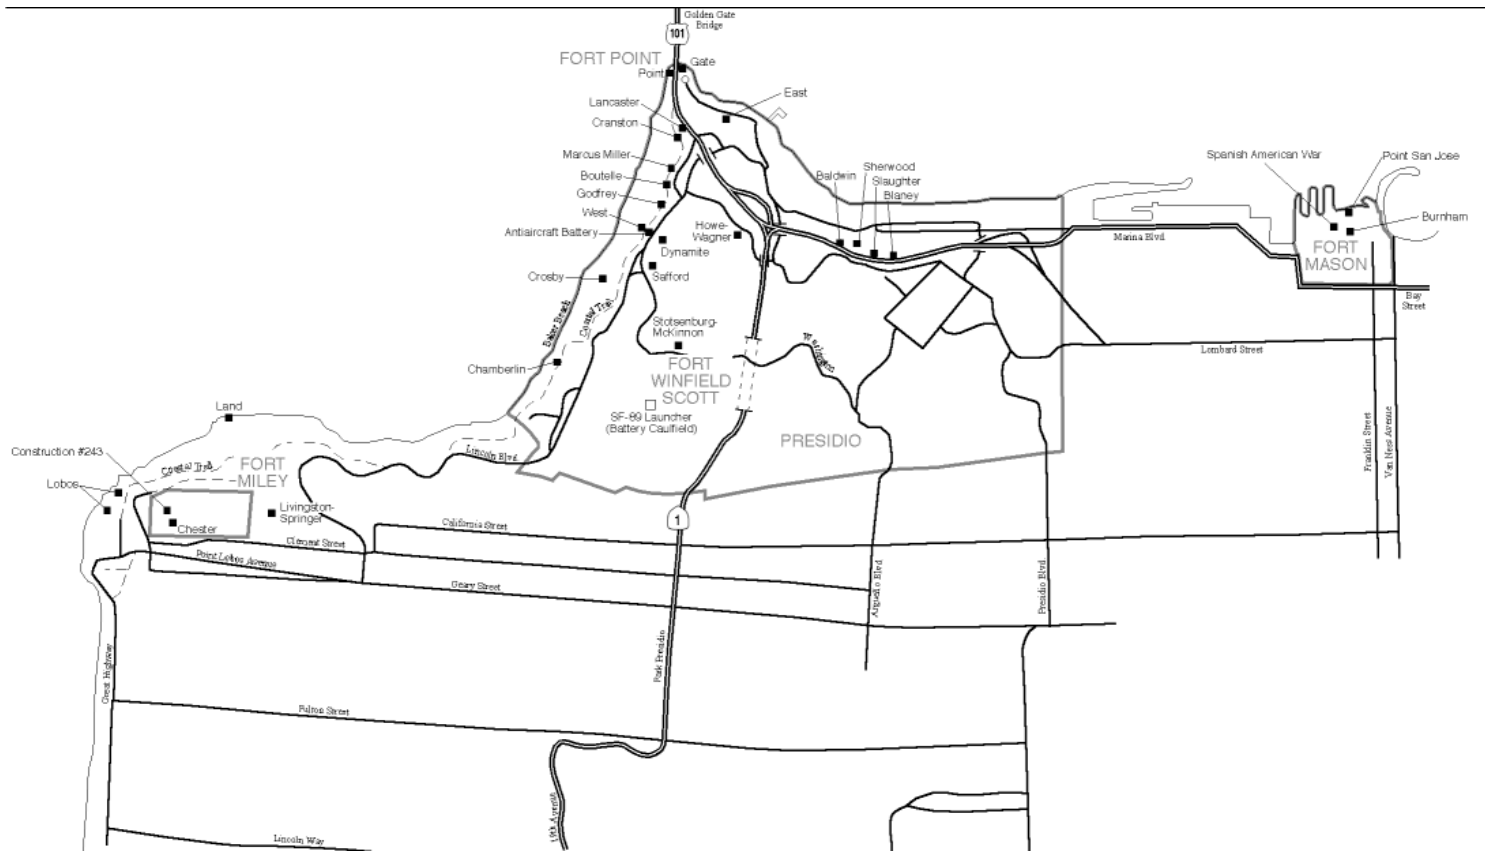 Golden Gate
Bridge
101
FORT POINT
Gate
Point
East
Lancaster
Cranston
Marcus Miller
Boutelle
Godfrey
West
Antiaircraft Battery
Dynamite
Safford
Crosby
Howe-
Wagner
Baldwin
Sherwood
Slaughter
Blaney
Spanish American War
Point San Jose
Burnham
FORT
MASON
Marina Blvd
Bay
Street
Baker Beach
Coastal Trail
Stotsenburg-
McKinnon
Washington
Lombard Street
Chamberlin
FORT
WINFIELD
SCOTT
SF-89 Launcher
(Battery Caulfield)
PRESIDIO
Land
Construction #243
Coastal Trail
FORT
MILEY
Lincoln Blvd
Franklin Street
Van Ness Avenue
Lobos
Chester
Livingston-
Springer
1
California Street
Clement Street
Point Lobos Avenue
Geary Street
Arguello Blvd
Presidio Blvd
Great Highway
Park Presidio
Fulton Street
19th Avenue
Lincoln Way